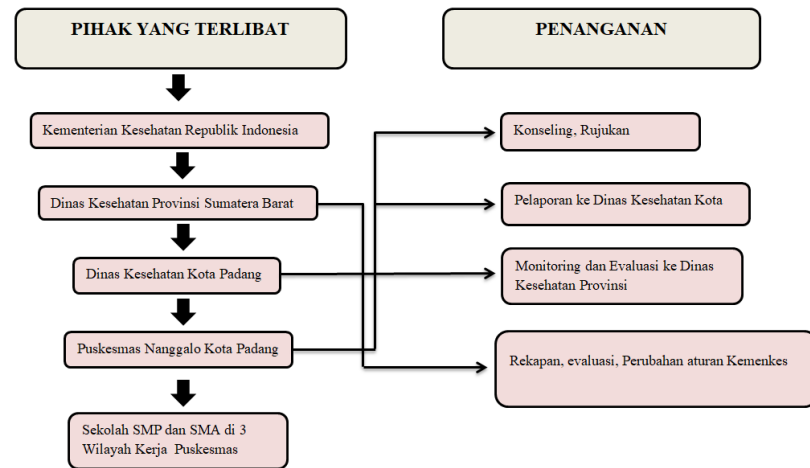 PIHAK YANG TERLIBAT
Kementerian Kesehatan Republik Indonesia
Dinas Kesehatan Provinsi Sumatera Barat
Dinas Kesehatan Kota Padang
Puskesmas Nanggalo Kota Padang
Sekolah SMP dan SMA di 3
Wilayah Kerja Puskesmas
PENANGANAN
Konseling, Rujukan
Pelaporan ke Dinas Kesehatan Kota
Monitoring dan Evaluasi ke Dinas
Kesehatan Provinsi
Rekapan, evaluasi, Perubahan aturan Kemenkes